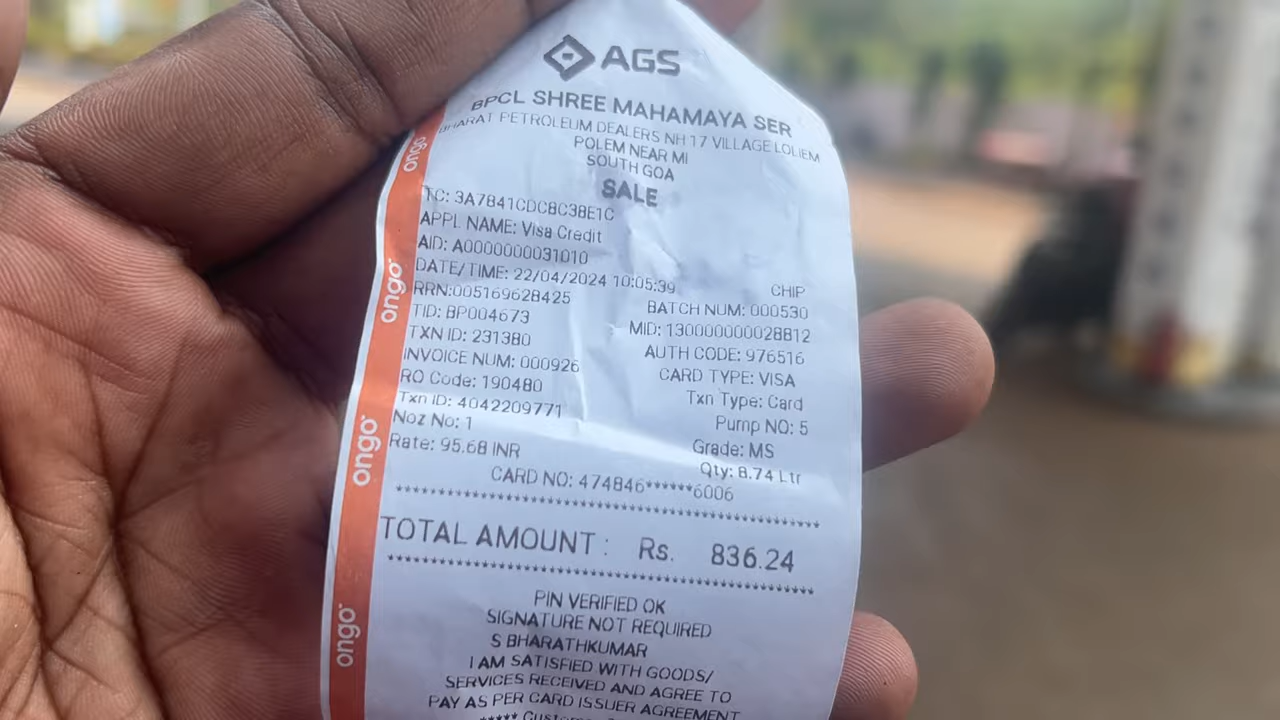 AGS
BPCL SHREE MAHAMAYA SER
BHARAT PETROLEUM DEALERS NH 17 VILLAGE LOLIEM
POLEM NEAR MI
SOUTH GOA
SALE
TC: 3A7841CDC8C38E1C
APPL NAME: Visa Credit
AID: A0000000031010
DATE/TIME: 22/04/2024 10:05:39 CHIP
RRN:005169628425 BATCH NUM: 000530
TID: BP004673 MID: 130000000028812
TXN ID: 231380 AUTH CODE: 976516
INVOICE NUM: 000926 CARD TYPE: VISA
RO Code: 190480 Txn Type: Card
Txn ID: 4042209771 Pump NO: 5
Noz No: 1 Grade: MS
Rate: 95.68 INR Qty: 8.74 Ltr
CARD NO: 474846******6006
TOTAL AMOUNT : Rs. 836.24
PIN VERIFIED OK
SIGNATURE NOT REQUIRED
S BHARATHKUMAR
I AM SATISFIED WITH GOODS/
SERVICES RECEIVED AND AGREE TO
PAY AS PER CARD ISSUER AGREEMENT
ongo
ongo
ongo
ongo